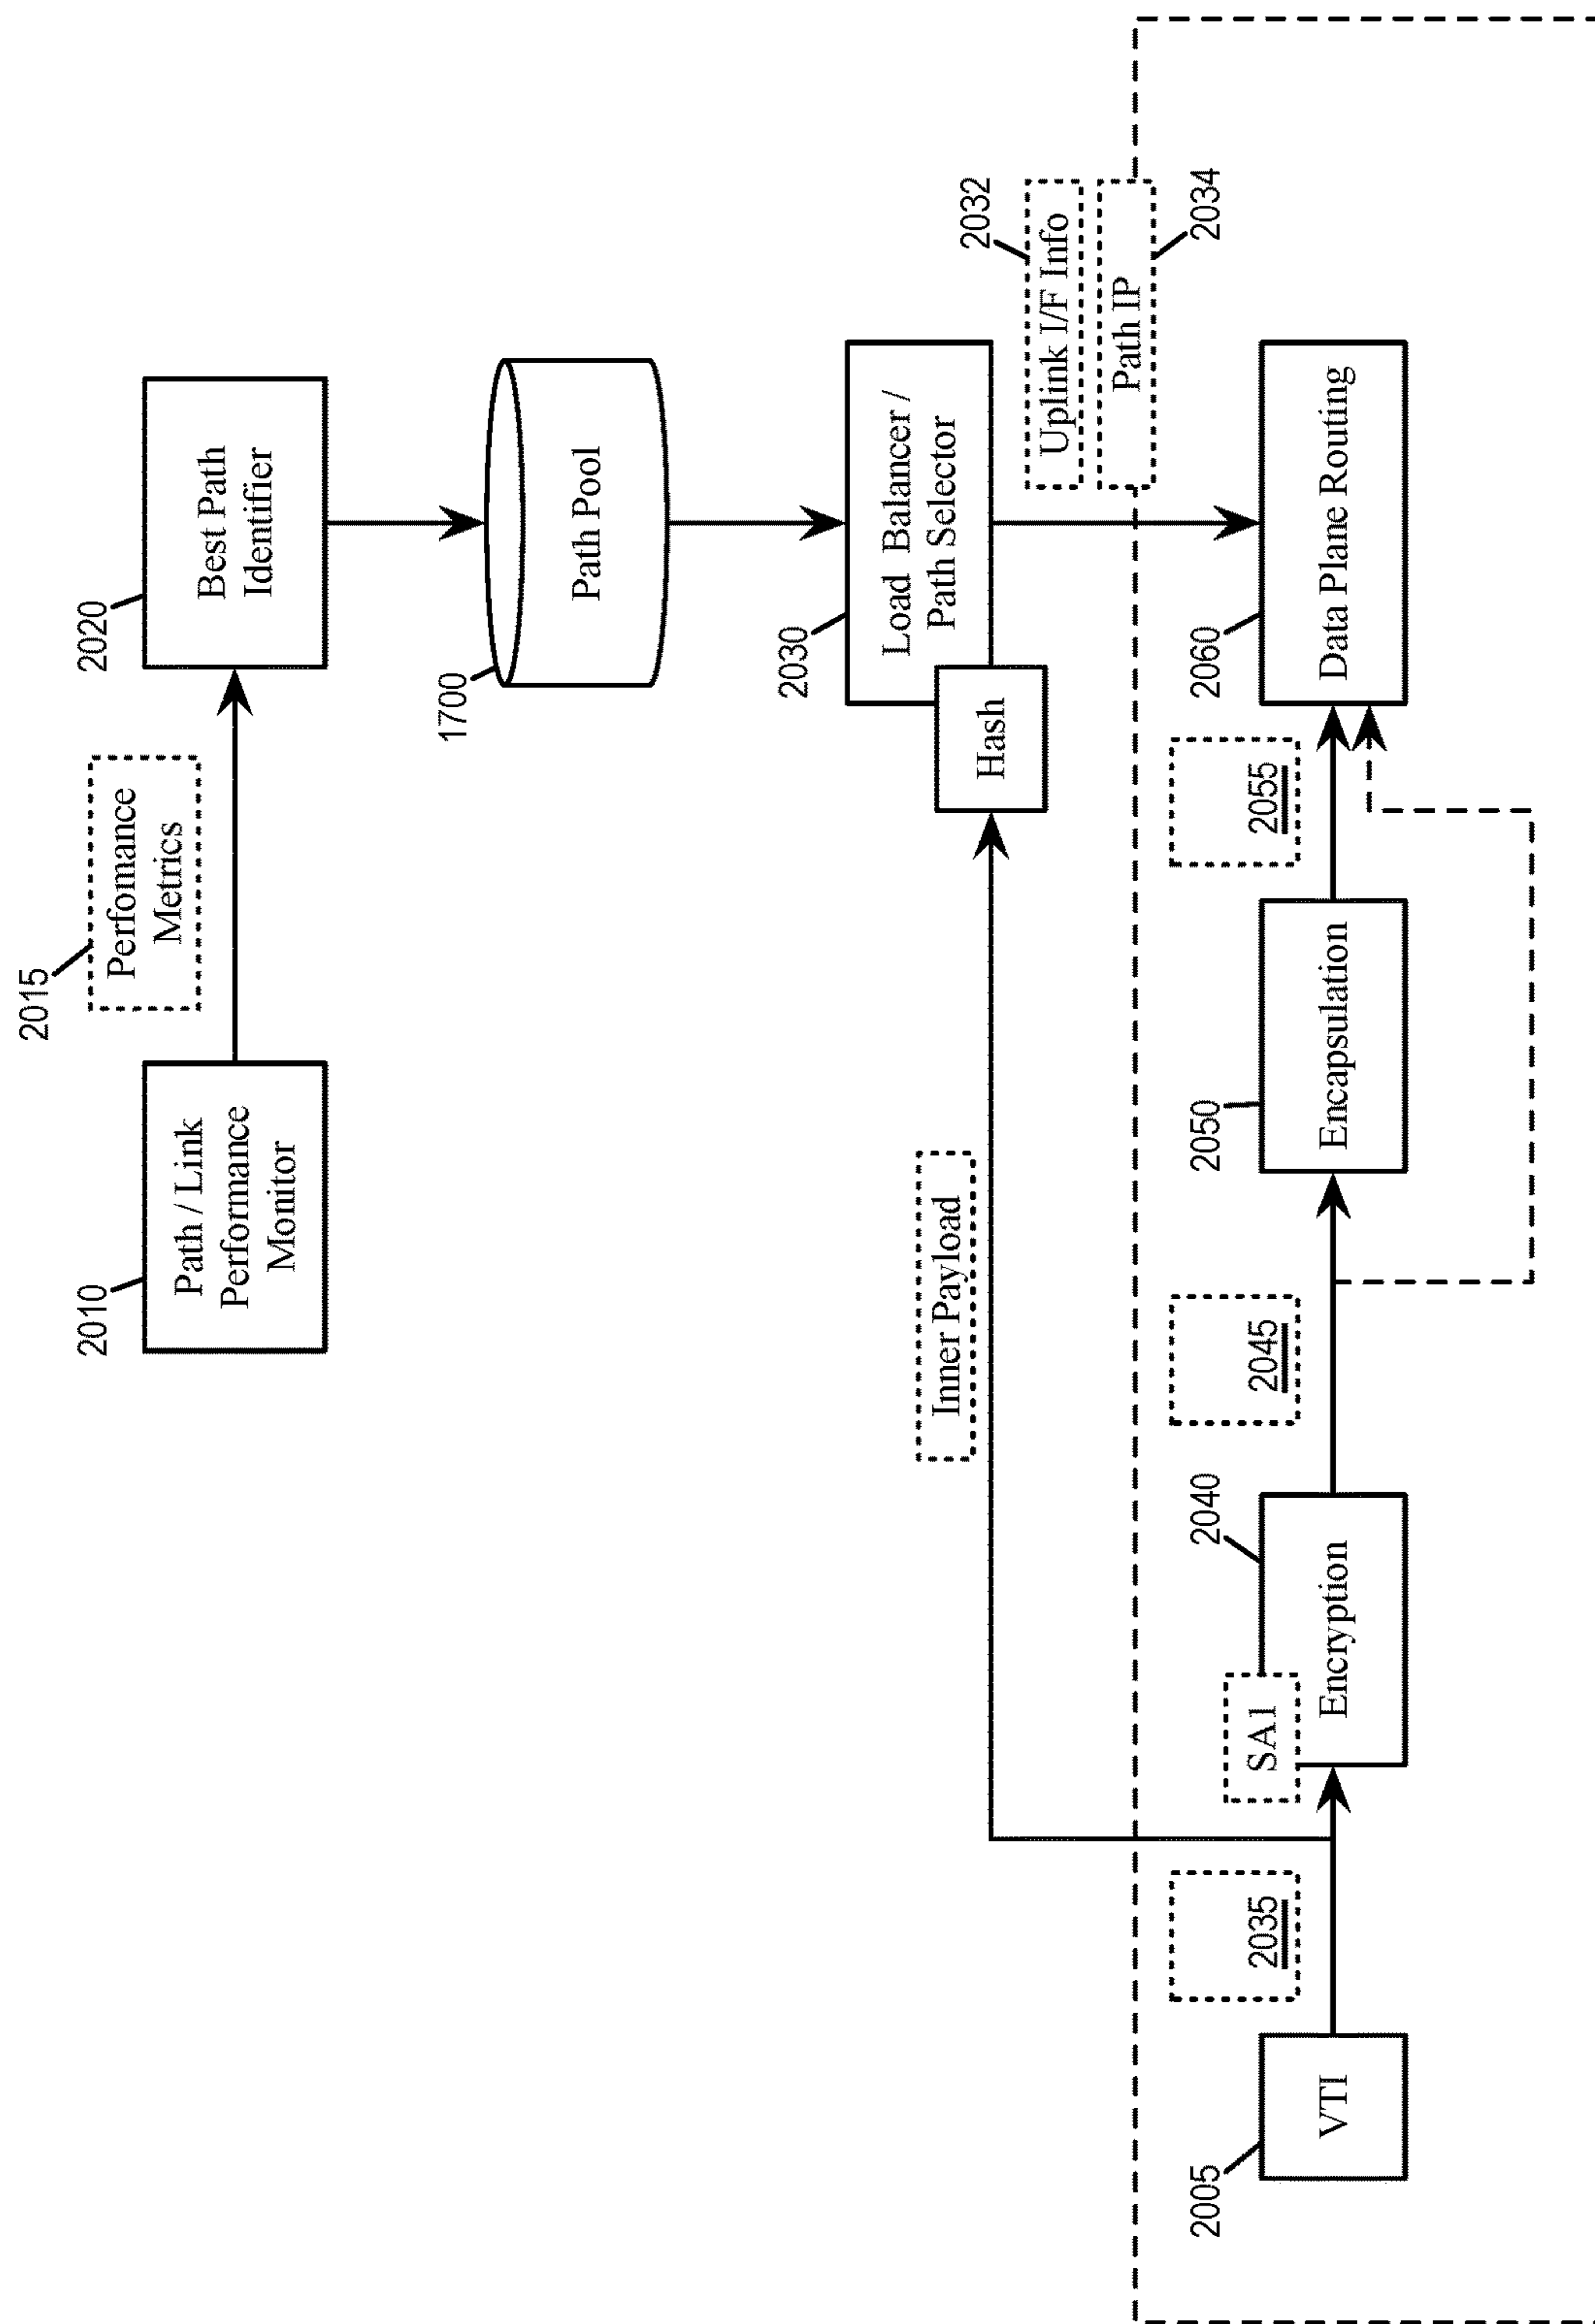 2015
Perfomance
Metrics
2010
Path / Link
Perfomance
Monitor
2020
Best Path
Identifier
1700
Path Pool
2030
Load Balancer /
Path Selector
Hash
Inner Payload
2032
Uplink I/F Info
Path IP
2034
2005
VTI
2035
SA1
2040
Encryption
2045
2050
Encapsulation
2055
2060
Data Plane Routing